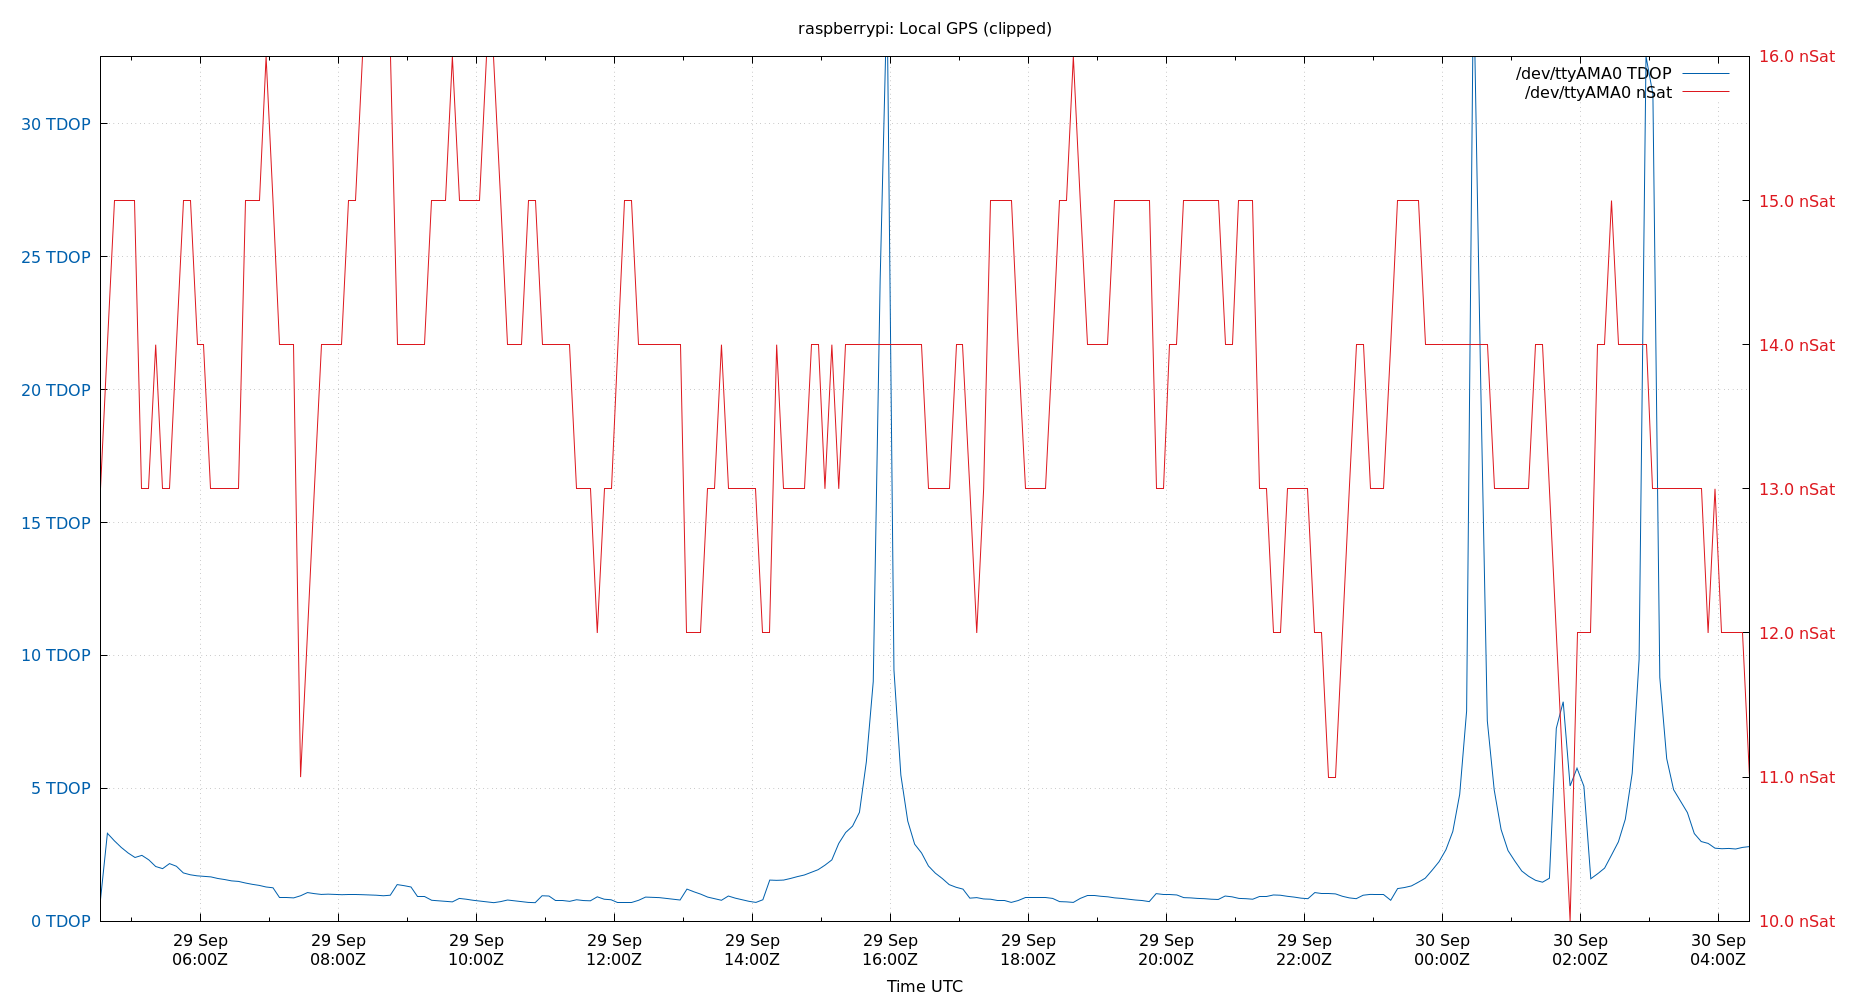 raspberrypi: Local GPS (clipped)
/dev/ttyAMA0 TDOP
/dev/ttyAMA0 nSat
30 TDOP
25 TDOP
20 TDOP
15 TDOP
10 TDOP
5 TDOP
0 TDOP
16.0 nSat
15.0 nSat
14.0 nSat
13.0 nSat
12.0 nSat
11.0 nSat
10.0 nSat
29 Sep 29 Sep 29 Sep 29 Sep 29 Sep 29 Sep 29 Sep 29 Sep 29 Sep 30 Sep 30 Sep 30 Sep
06:00Z 08:00Z 10:00Z 12:00Z 14:00Z 16:00Z 18:00Z 20:00Z 22:00Z 00:00Z 02:00Z 04:00Z
Time UTC